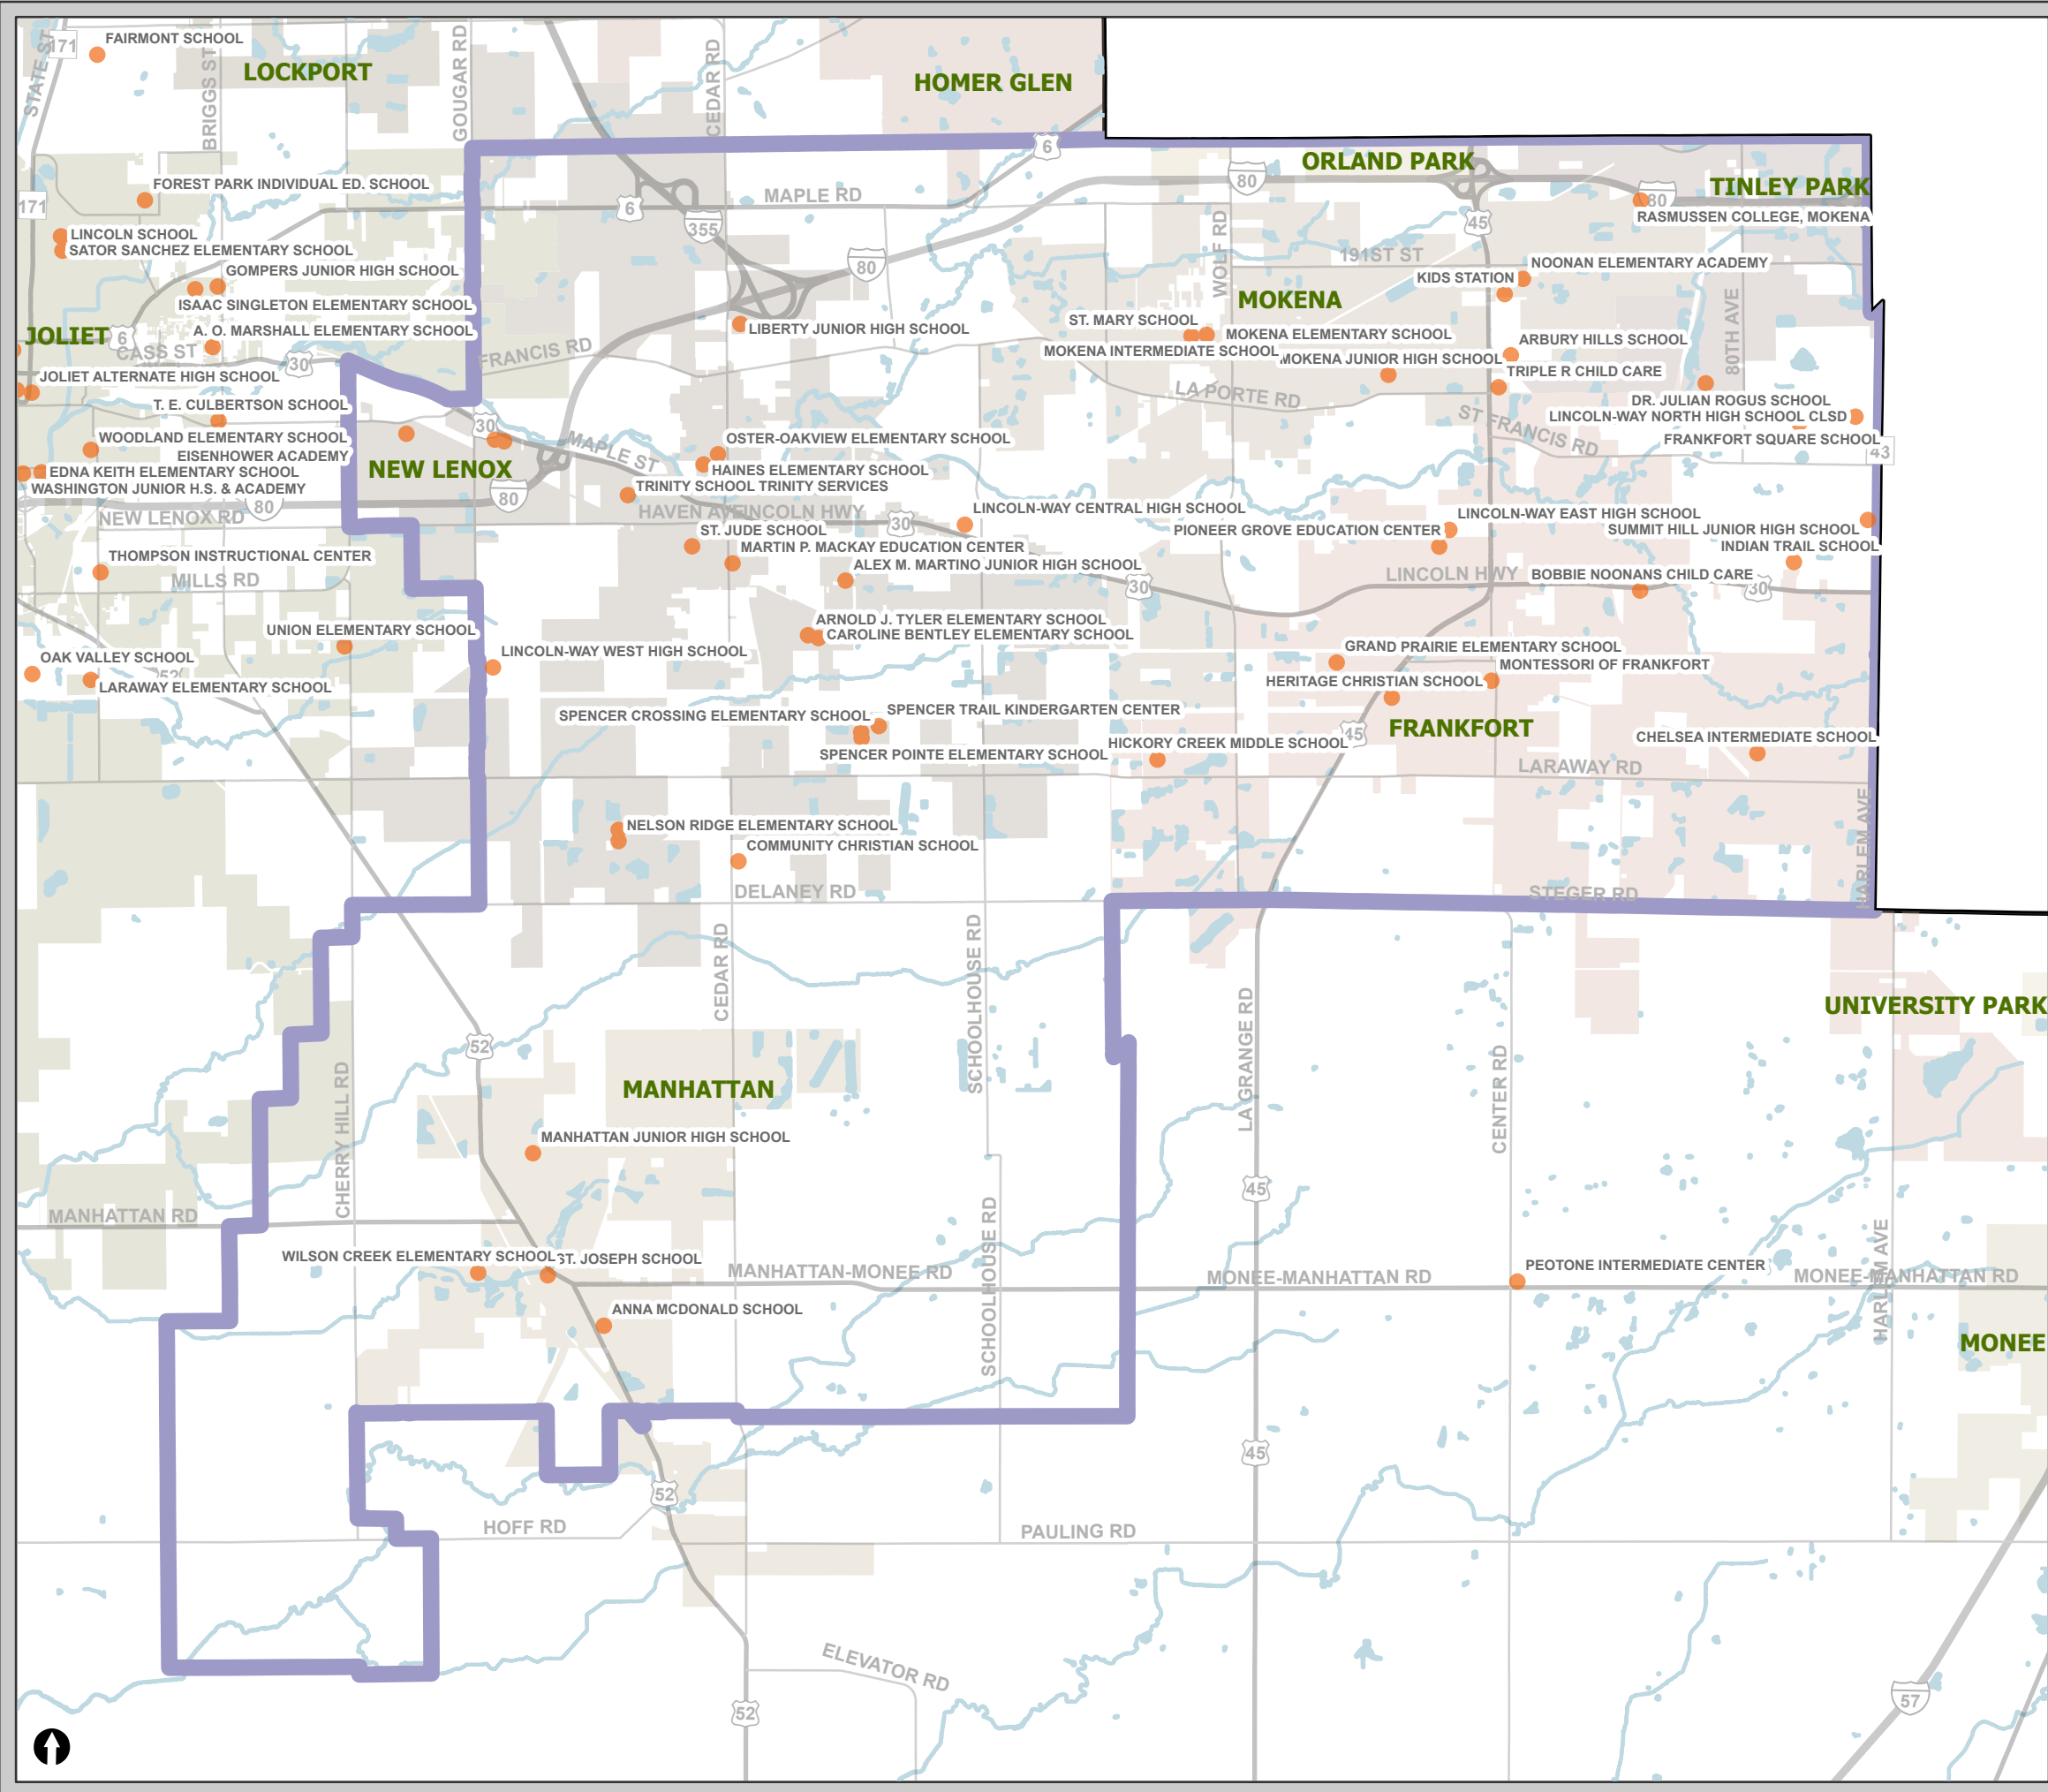 FAIRMONT SCHOOL
171
STATE ST
LOCKPORT
BRIGGS ST
GOUGAR RD
CEDAR RD
HOMER GLEN
6
ORLAND PARK
80
TINLEY PARK
80
RASMUSSEN COLLEGE, MOKENA
FOREST PARK INDIVIDUAL ED. SCHOOL
171
6
MAPLE RD
355
45
WOLF RD
LINCOLN SCHOOL
SATOR SANCHEZ ELEMENTARY SCHOOL
80
191ST ST
NOONAN ELEMENTARY ACADEMY
GOMPERS JUNIOR HIGH SCHOOL
KIDS STATION
ISAAC SINGLETON ELEMENTARY SCHOOL
MOKENA
80TH AVE
A. O. MARSHALL ELEMENTARY SCHOOL
LIBERTY JUNIOR HIGH SCHOOL
ST. MARY SCHOOL
MOKENA ELEMENTARY SCHOOL
ARBURY HILLS SCHOOL
JOLIET
6
CASS ST
30
FRANCIS RD
MOKENA INTERMEDIATE SCHOOL
MOKENA JUNIOR HIGH SCHOOL
TRIPLE R CHILD CARE
JOLIET ALTERNATE HIGH SCHOOL
LA PORTE RD
DR. JULIAN ROGUS SCHOOL
T. E. CULBERTSON SCHOOL
LINCOLN-WAY NORTH HIGH SCHOOL CLSD
ST FRANCIS RD
30
MAPLE ST
WOODLAND ELEMENTARY SCHOOL
OSTER-OAKVIEW ELEMENTARY SCHOOL
FRANKFORT SQUARE SCHOOL
43
EISENHOWER ACADEMY
NEW LENOX
EDNA KEITH ELEMENTARY SCHOOL
HAINES ELEMENTARY SCHOOL
WASHINGTON JUNIOR H.S. & ACADEMY
TRINITY SCHOOL TRINITY SERVICES
80
80
NEW LENOX RD
HAVEN AVE
LINCOLN HWY
30
LINCOLN-WAY CENTRAL HIGH SCHOOL
LINCOLN-WAY EAST HIGH SCHOOL
ST. JUDE SCHOOL
PIONEER GROVE EDUCATION CENTER
SUMMIT HILL JUNIOR HIGH SCHOOL
MARTIN P. MACKAY EDUCATION CENTER
INDIAN TRAIL SCHOOL
THOMPSON INSTRUCTIONAL CENTER
ALEX M. MARTINO JUNIOR HIGH SCHOOL
MILLS RD
30
LINCOLN HWY
BOBBIE NOONANS CHILD CARE
30
ARNOLD J. TYLER ELEMENTARY SCHOOL
UNION ELEMENTARY SCHOOL
CAROLINE BENTLEY ELEMENTARY SCHOOL
OAK VALLEY SCHOOL
LINCOLN-WAY WEST HIGH SCHOOL
GRAND PRAIRIE ELEMENTARY SCHOOL
52
MONTESSORI OF FRANKFORT
LARAWAY ELEMENTARY SCHOOL
HERITAGE CHRISTIAN SCHOOL
SPENCER CROSSING ELEMENTARY SCHOOL
SPENCER TRAIL KINDERGARTEN CENTER
FRANKFORT
45
HICKORY CREEK MIDDLE SCHOOL
CHELSEA INTERMEDIATE SCHOOL
SPENCER POINTE ELEMENTARY SCHOOL
LARAWAY RD
HARLEM AVE
NELSON RIDGE ELEMENTARY SCHOOL
COMMUNITY CHRISTIAN SCHOOL
DELANEY RD
STEGER RD
CEDAR RD
SCHOOLHOUSE RD
UNIVERSITY PARK
52
LA GRANGE RD
CENTER RD
CHERRY HILL RD
MANHATTAN
MANHATTAN JUNIOR HIGH SCHOOL
45
MANHATTAN RD
SCHOOLHOUSE RD
HARLEM AVE
WILSON CREEK ELEMENTARY SCHOOL
ST. JOSEPH SCHOOL
MANHATTAN-MONEE RD
MONEE-MANHATTAN RD
PEOTONE INTERMEDIATE CENTER
MONEE-MANHATTAN RD
ANNA MCDONALD SCHOOL
MONEE
45
52
HOFF RD
PAULING RD
ELEVATOR RD
52
57